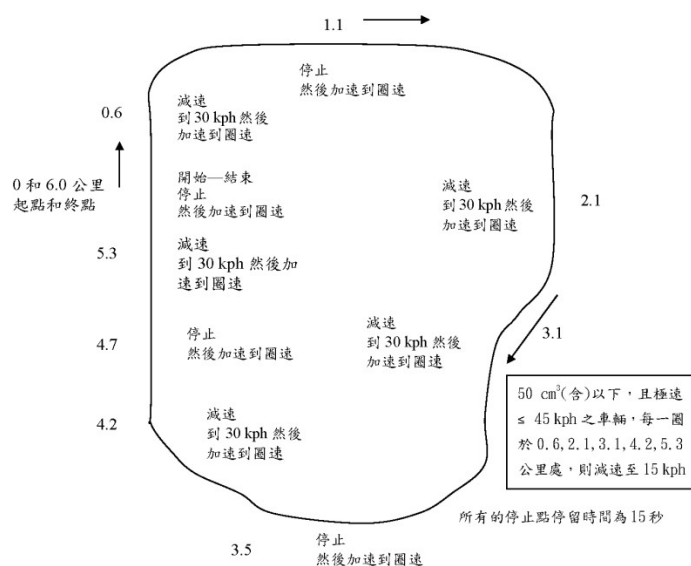 1.1
停止
然後加速到圈速
0.6
減速
到 30 kph 然後
加速到圈速
0 和 6.0 公里
起點和終點
開始—結束
停止
然後加速到圈速
減速
到 30 kph 然後
加速到圈速
2.1
5.3
減速
到 30 kph 然後加
速到圈速
4.7
停止
然後加速到圈速
減速
到 30 kph 然後
加速到圈速
3.1
4.2
減速
到 30 kph 然後
加速到圈速
50 cm³(含)以下，且極速
≤ 45 kph 之車輛，每一圈
於 0.6,2.1,3.1,4.2,5.3
公里處，則減速至 15 kph
所有的停止點停留時間為 15 秒
3.5
停止
然後加速到圈速